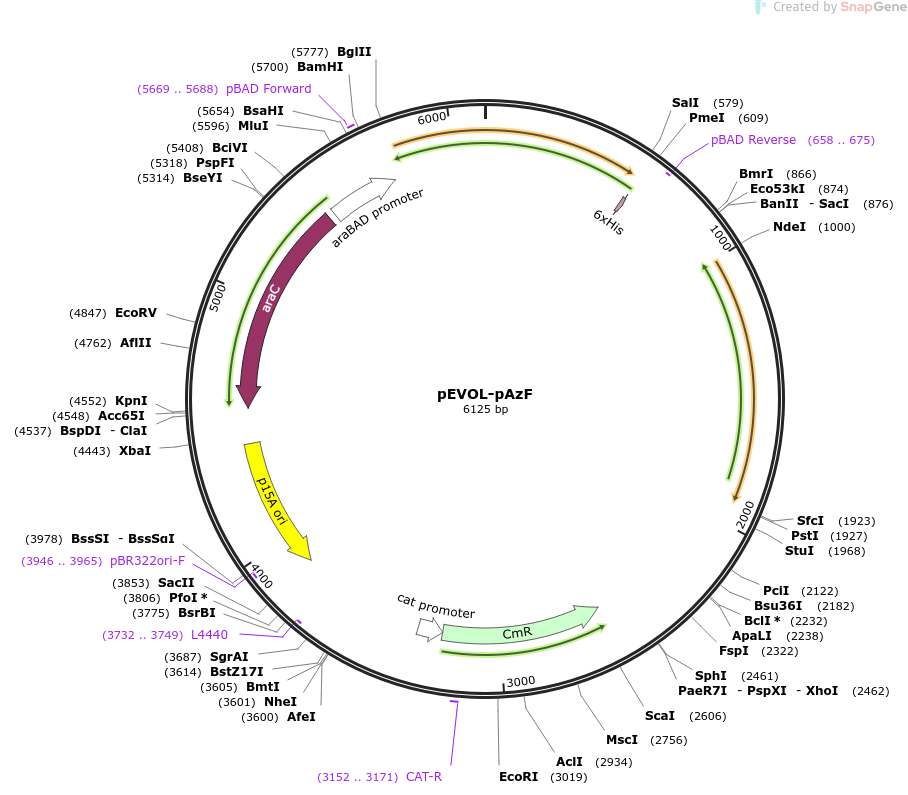 Created by SnapGene
(5777) BglII
(5700) BamHI
(5669 .. 5688) pBAD Forward
(5654) BsaHI
(5596) MluI
(5408) BciVI
(5318) PspFI
(5314) BseYI
(4847) EcoRV
(4762) AflII
(4552) KpnI
(4548) Acc65I
(4537) BspDI - ClaI
(4443) XbaI
(3978) BssSI - BssSαI
(3946 .. 3965) pBR322ori-F
(3853) SacII
(3806) PfoI *
(3775) BsrBI
(3732 .. 3749) L4440
(3687) SgrAI
(3614) BstZ17I
(3605) BmtI
(3601) NheI
(3600) AfeI
(3152 .. 3171) CAT-R
SalI (579)
PmeI (609)
pBAD Reverse (658 .. 675)
BmrI (866)
Eco53kI (874)
BanII - SacI (876)
NdeI (1000)
SfcI (1923)
PstI (1927)
StuI (1968)
PciI (2122)
Bsu36I (2182)
BclI * (2232)
ApaLI (2238)
FspI (2322)
SphI (2461)
PaeR7I - PspXI - XhoI (2462)
ScaI (2606)
MscI (2756)
AclI (2934)
EcoRI (3019)
6000
1000
2000
3000
4000
5000
araBAD promoter
araC
6xHis
p15A ori
cat promoter
CmR
pEVOL-pAzF
6125 bp